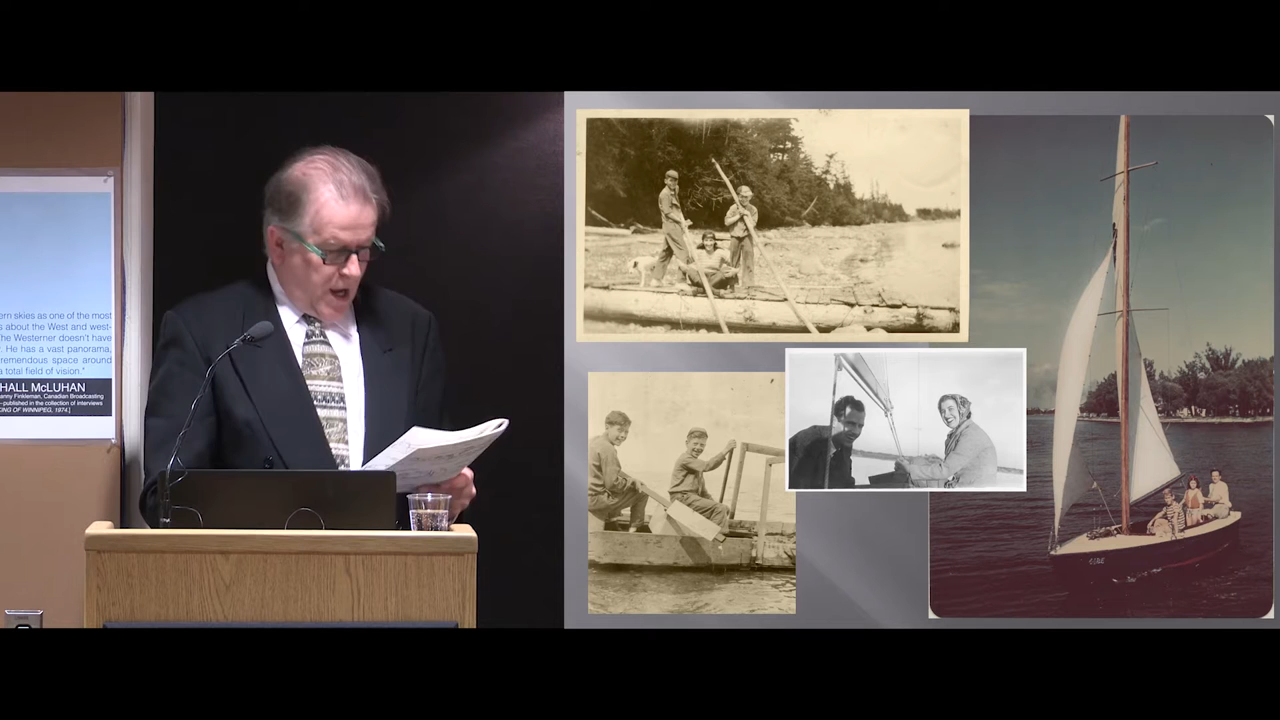 ern skies as one of the most
s about the West and west-
he Westerner doesn't have
. He has a vast panorama,
remendous space around
a total field of vision."
HALL McLUHAN
anny Finkleman, Canadian Broadcasting
-published in the collection of interviews
KING OF WINNIPEG, 1974.]